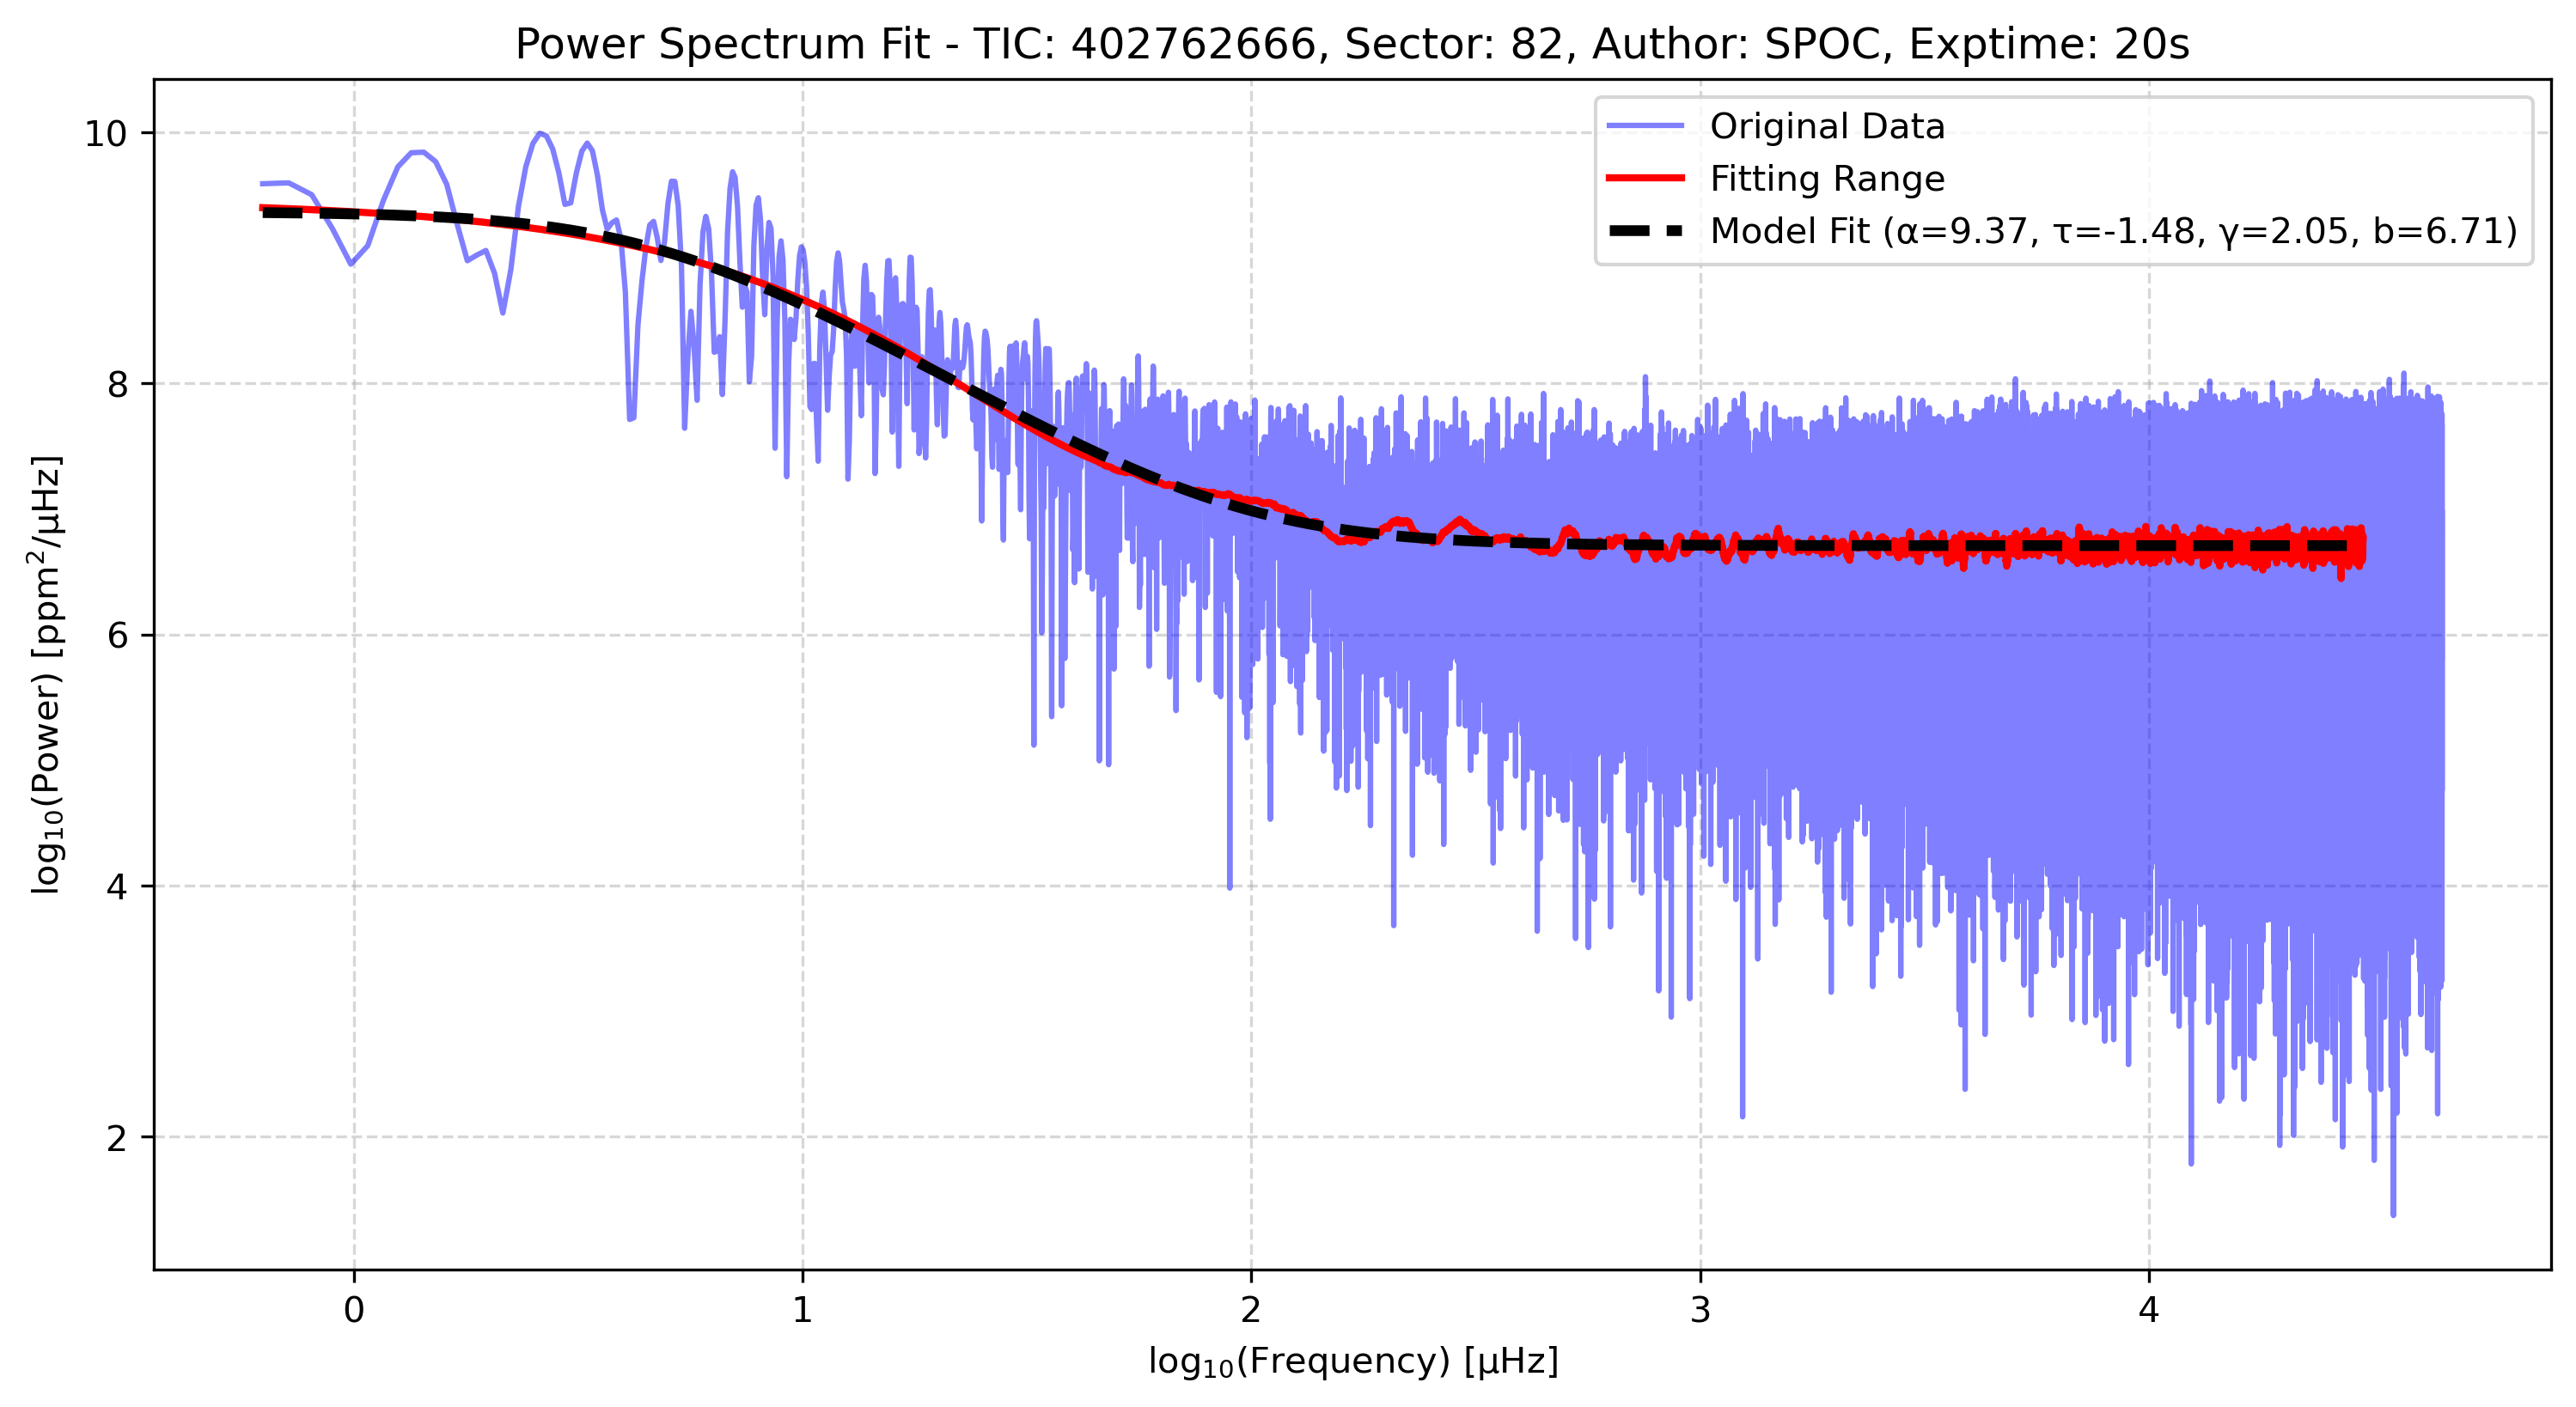 Power Spectrum Fit - TIC: 402762666, Sector: 82, Author: SPOC, Exptime: 20s
Original Data
Fitting Range
Model Fit (α=9.37, τ=-1.48, γ=2.05, b=6.71)
log₁₀(Power) [ppm²/μHz]
10
8
6
4
2
0 1 2 3 4
log₁₀(Frequency) [μHz]